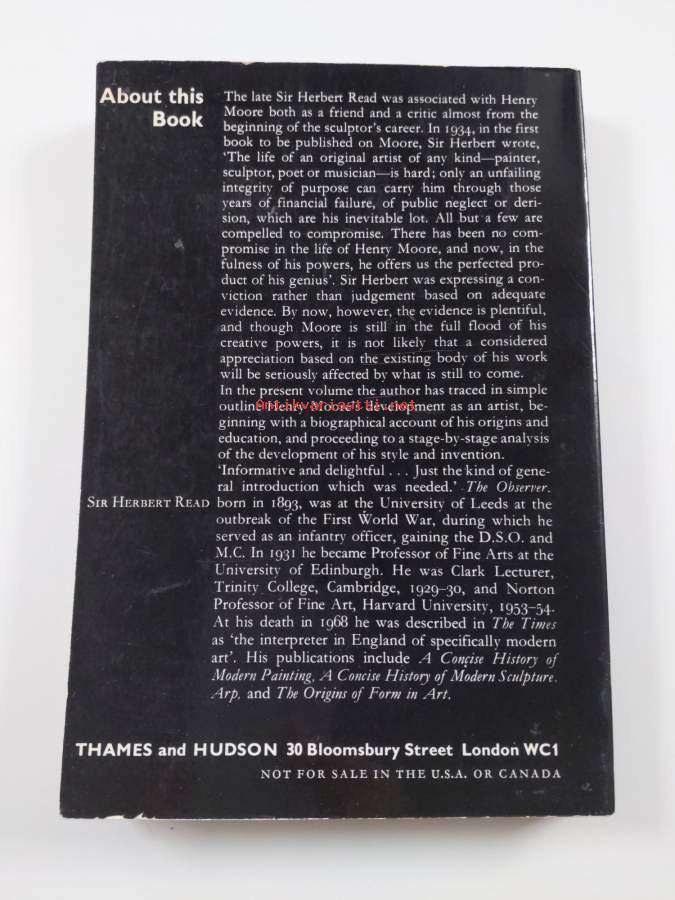 About this
Book
The late Sir Herbert Read was associated with Henry
Moore both as a friend and a critic almost from the
beginning of the sculptor's career. In 1934, in the first
book to be published on Moore, Sir Herbert wrote,
'The life of an original artist of any kind—painter,
sculptor, poet or musician—is hard; only an unfailing
integrity of purpose can carry him through those
years of financial failure, of public neglect or deri-
sion, which are his inevitable lot. All but a few are
compelled to compromise. There has been no com-
promise in the life of Henry Moore, and now, in the
fulness of his powers, he offers us the perfected pro-
duct of his genius'. Sir Herbert was expressing a con-
viction rather than judgement based on adequate
evidence. By now, however, the evidence is plentiful,
and though Moore is still in the full flood of his
creative powers, it is not likely that a considered
appreciation based on the existing body of his work
will be seriously affected by what is still to come.
In the present volume the author has traced in simple
outline Henry Moore's development as an artist, be-
antikvariaatti.net
ginning with a biographical account of his origins and
education, and proceeding to a stage-by-stage analysis
of the development of his style and invention.
'Informative and delightful . . . Just the kind of gene-
ral introduction which was needed.' The Observer.
SIR HERBERT READ born in 1893, was at the University of Leeds at the
outbreak of the First World War, during which he
served as an infantry officer, gaining the D.S.O. and
M.C. In 1931 he became Professor of Fine Arts at the
University of Edinburgh. He was Clark Lecturer,
Trinity College, Cambridge, 1929–30, and Norton
Professor of Fine Art, Harvard University, 1953–54.
At his death in 1968 he was described in The Times
as 'the interpreter in England of specifically modern
art'. His publications include A Concise History of
Modern Painting, A Concise History of Modern Sculpture,
Arp, and The Origins of Form in Art.
THAMES and HUDSON 30 Bloomsbury Street London WC1
NOT FOR SALE IN THE U.S.A. OR CANADA